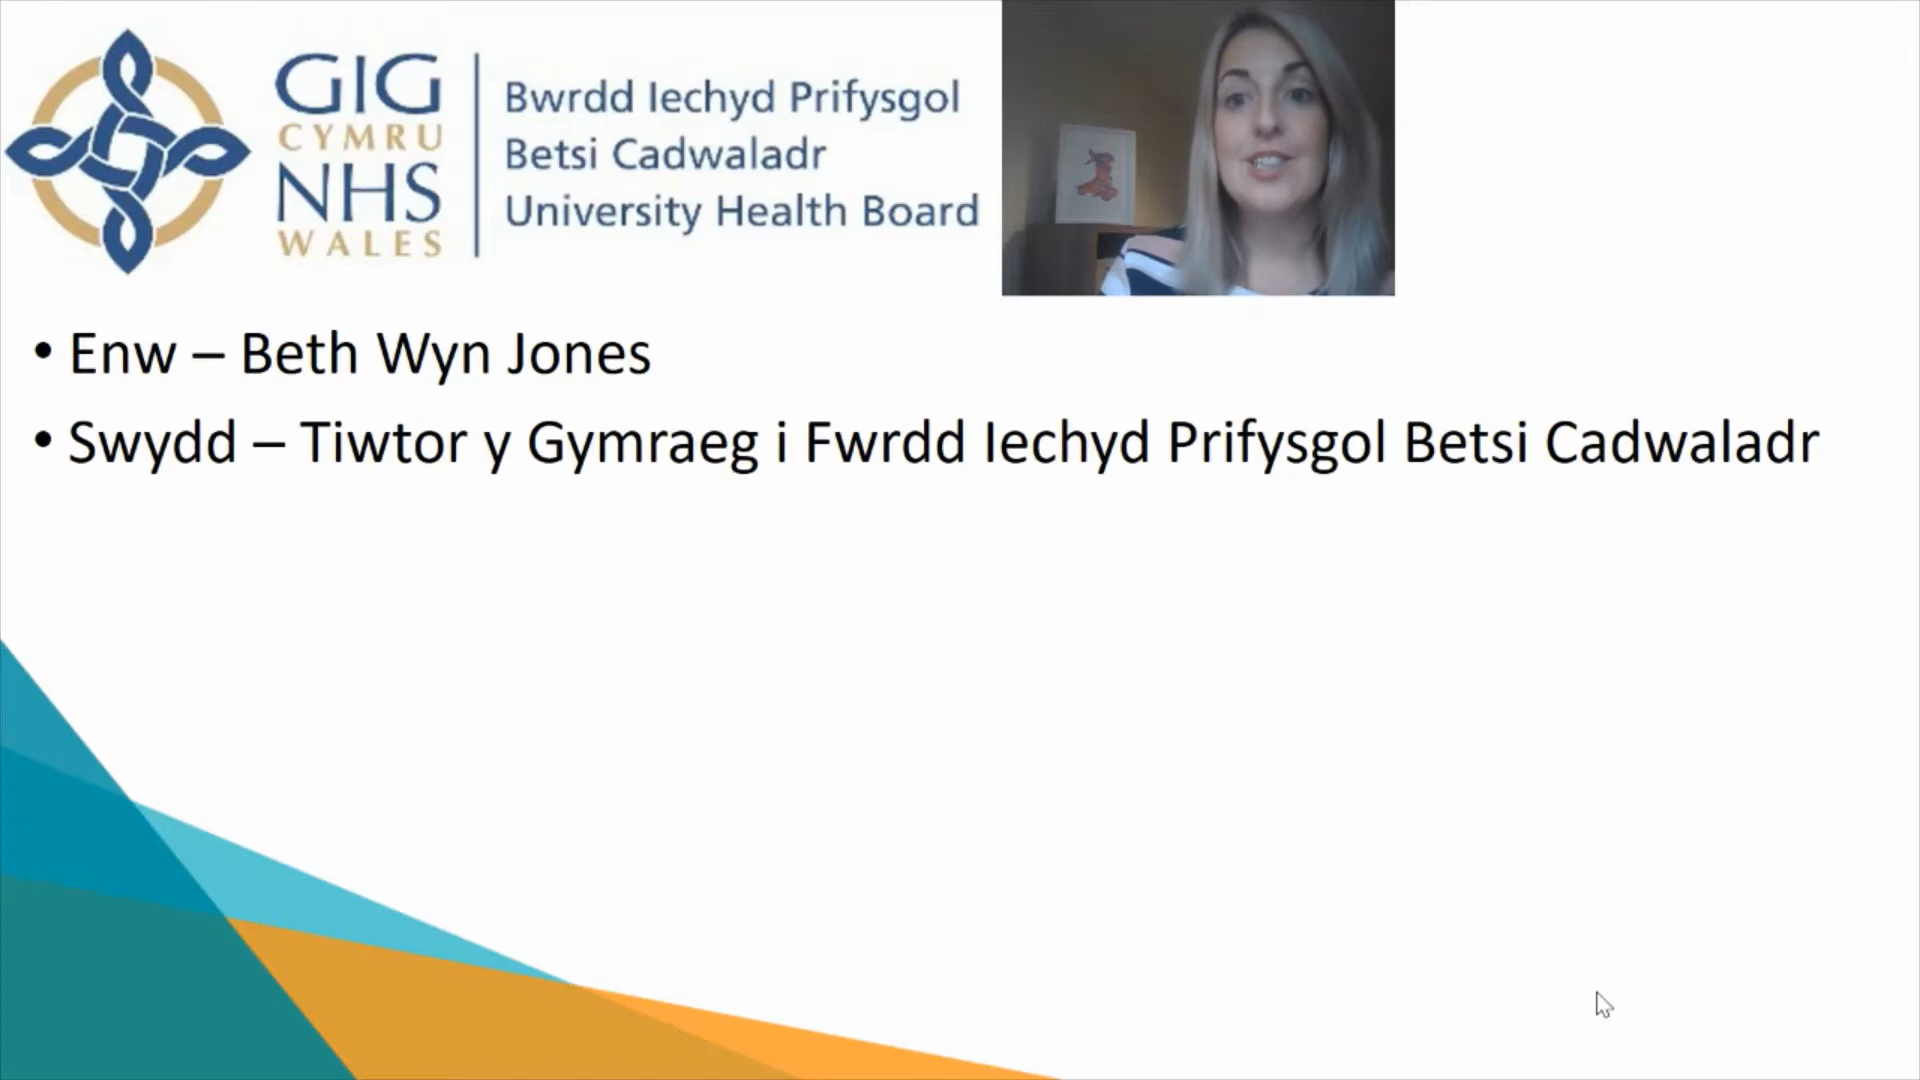 GIG
CYMRU
NHS
WALES
Bwrdd Iechyd Prifysgol
Betsi Cadwaladr
University Health Board
• Enw – Beth Wyn Jones
• Swydd – Tiwtor y Gymraeg i Fwrdd Iechyd Prifysgol Betsi Cadwaladr